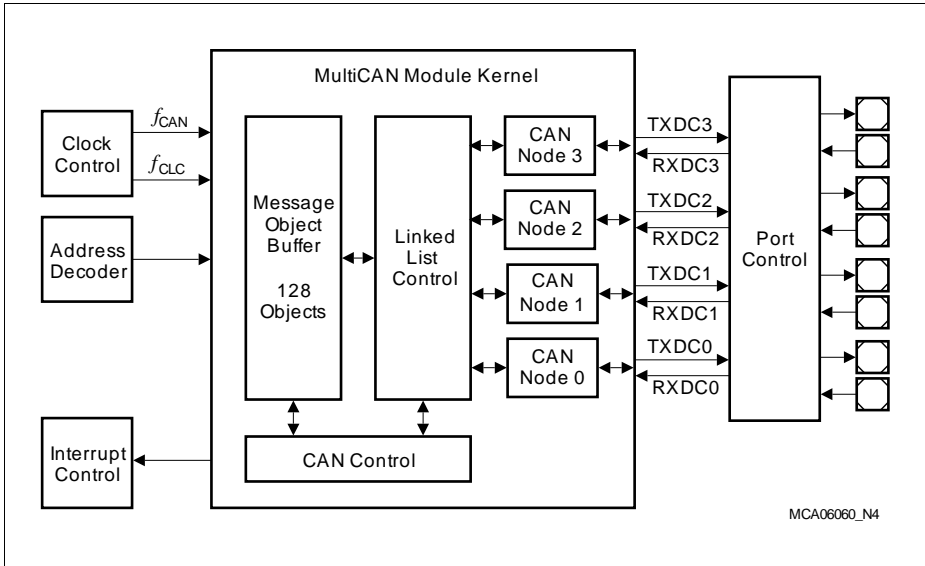 MultiCAN Module Kernel
fCAN
Clock
Control
fCLC
Address
Decoder
Interrupt
Control
Message
Object
Buffer
128
Objects
Linked
List
Control
CAN Control
CAN
Node 3
CAN
Node 2
CAN
Node 1
CAN
Node 0
TXDC3
RXDC3
TXDC2
RXDC2
TXDC1
RXDC1
TXDC0
RXDC0
Port
Control
MCA06060_N4